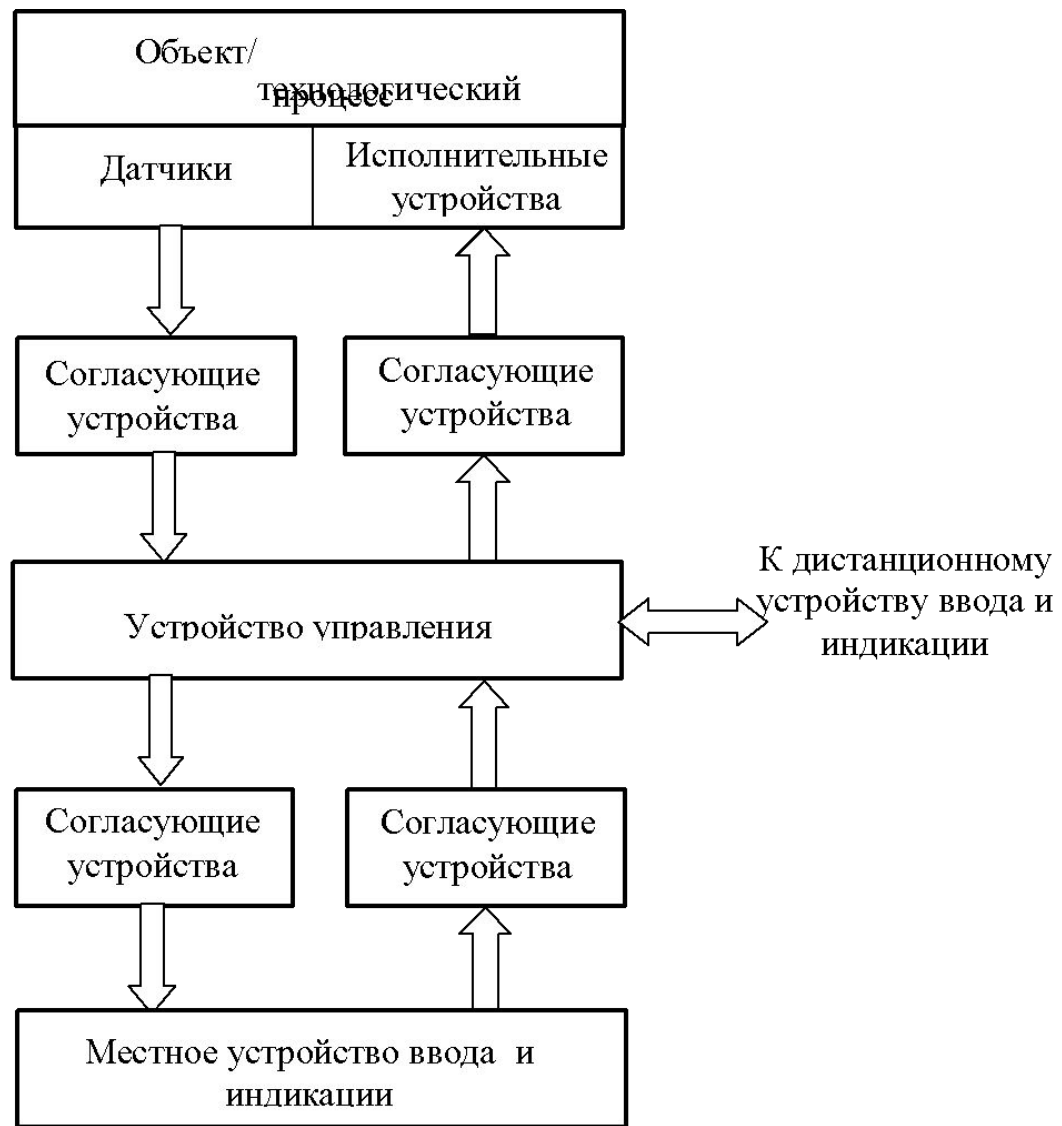 Объект/
технологический
процесс
Датчики
Исполнительные
устройства
Согласующие
устройства
Согласующие
устройства
Устройство управления
К дистанционному
устройству ввода и
индикации
Согласующие
устройства
Согласующие
устройства
Местное устройство ввода и
индикации